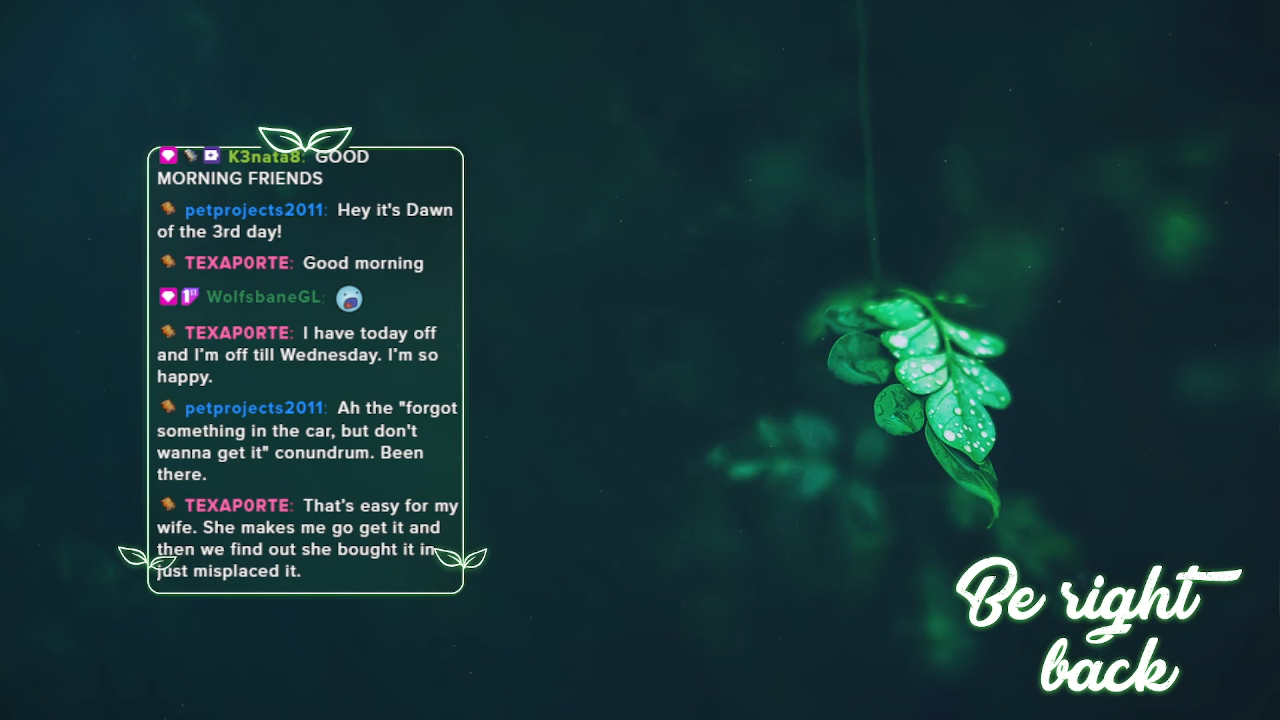 K3nata8: GOOD
MORNING FRIENDS
petprojects2011: Hey it's Dawn
of the 3rd day!
TEXAPORTE: Good morning
WolfsbaneGL:
TEXAPORTE: I have today off
and I'm off till Wednesday. I'm so
happy.
petprojects2011: Ah the "forgot
something in the car, but don't
wanna get it" conundrum. Been
there.
TEXAPORTE: That's easy for my
wife. She makes me go get it and
then we find out she bought it in
just misplaced it.
Be right
back